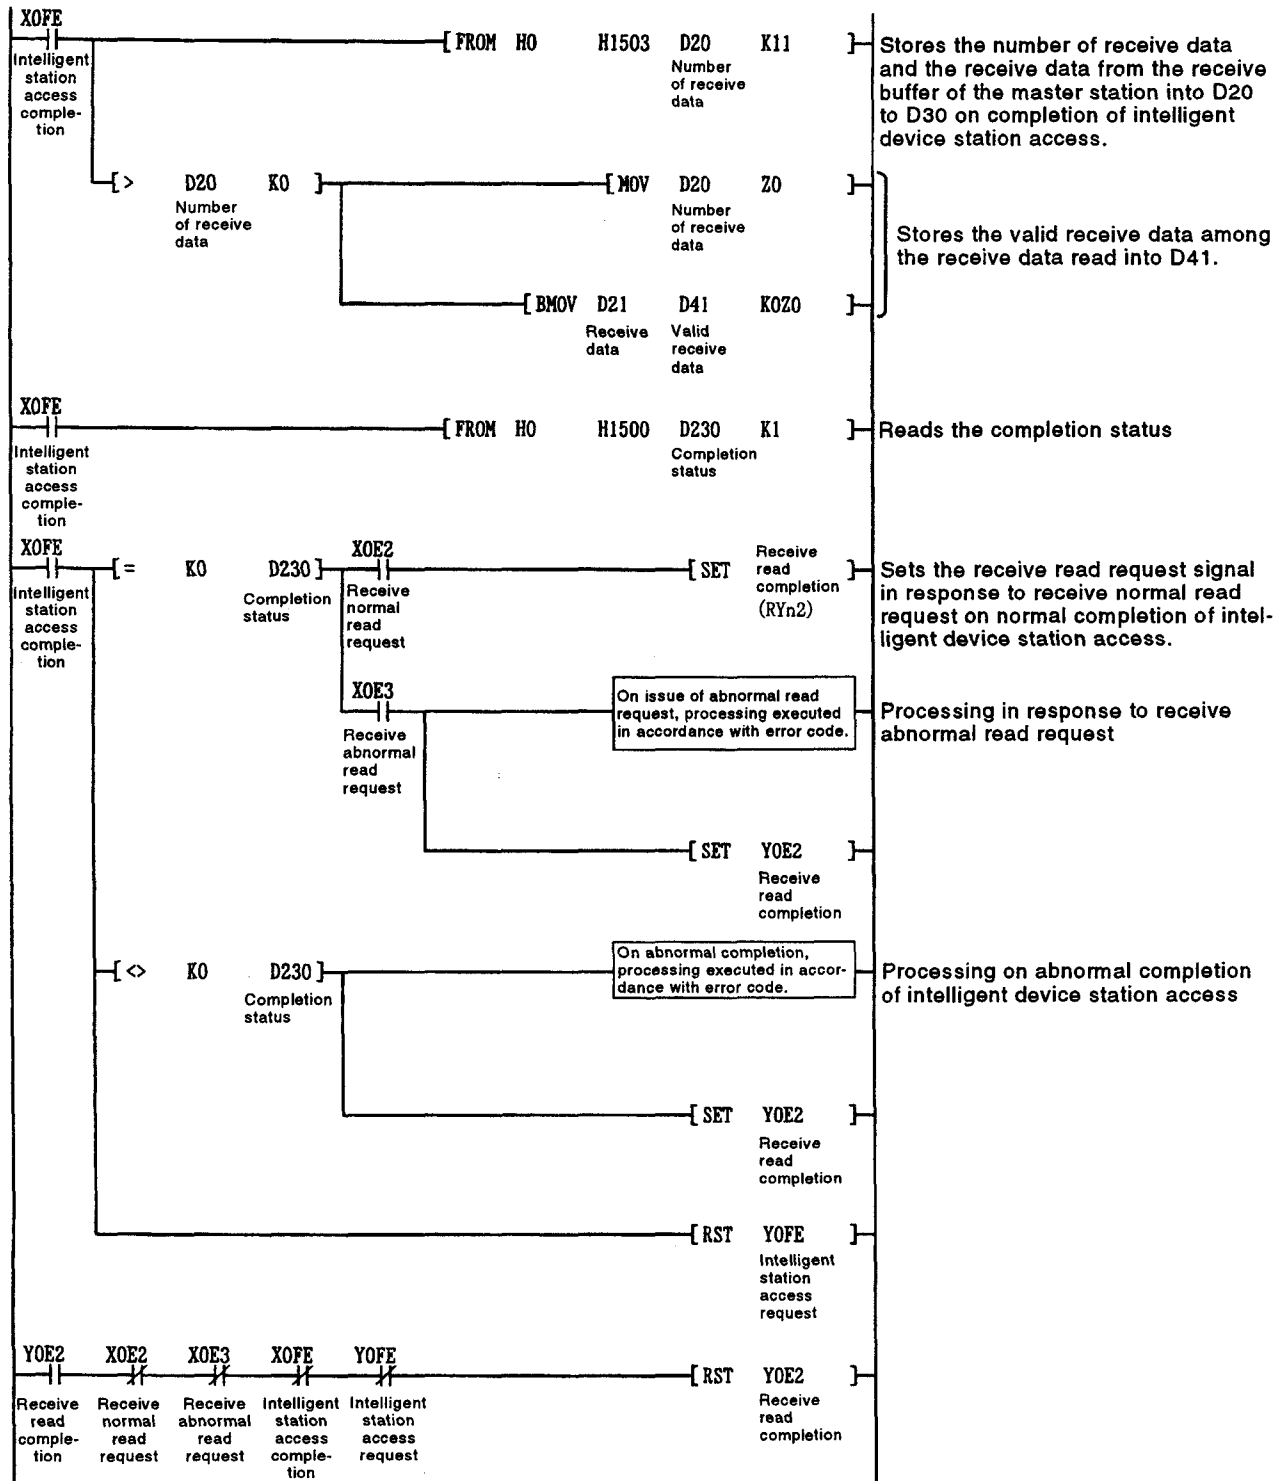 X0FE
[ FROM H0 H1503 D20 K11 ]
Intelligent
station
access
comple-
tion
Number
of receive
data
Stores the number of receive data
and the receive data from the receive
buffer of the master station into D20
to D30 on completion of intelligent
device station access.
[ > D20 K0 ]
Number
of receive
data
[ MOV D20 Z0 ]
Number
of receive
data
[ BMOV D21 D41 K0Z0 ]
Receive
data
Valid
receive
data
Stores the valid receive data among
the receive data read into D41.
X0FE
[ FROM H0 H1500 D230 K1 ]
Intelligent
station
access
comple-
tion
Completion
status
Reads the completion status
X0FE
Intelligent
station
access
comple-
tion
[ = K0 D230 ]
Completion
status
X0E2
Receive
normal
read
request
[ SET
Receive
read
completion
(RYn2)
]
Sets the receive read request signal
in response to receive normal read
request on normal completion of intel-
ligent device station access.
X0E3
Receive
abnormal
read
request
On issue of abnormal read
request, processing executed
in accordance with error code.
Processing in response to receive
abnormal read request
[ SET Y0E2 ]
Receive
read
completion
[ <> K0 D230 ]
Completion
status
On abnormal completion,
processing executed in accor-
dance with error code.
Processing on abnormal completion
of intelligent device station access
[ SET Y0E2 ]
Receive
read
completion
[ RST Y0FE ]
Intelligent
station
access
request
Y0E2 X0E2 X0E3 X0FE Y0FE
[ RST Y0E2 ]
Receive
read
comple-
tion
Receive
normal
read
request
Receive
abnormal
read
request
Intelligent
station
access
comple-
tion
Intelligent
station
access
request
Receive
read
completion